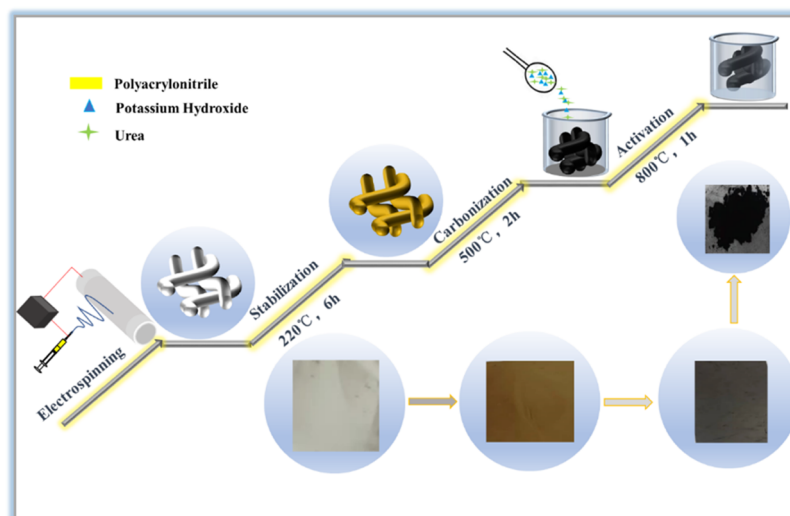 Polyacrylonitrile
Potassium Hydroxide
Urea
Electrospinning
Stabilization
220℃, 6h
Carbonization
500℃, 2h
Activation
800℃, 1h